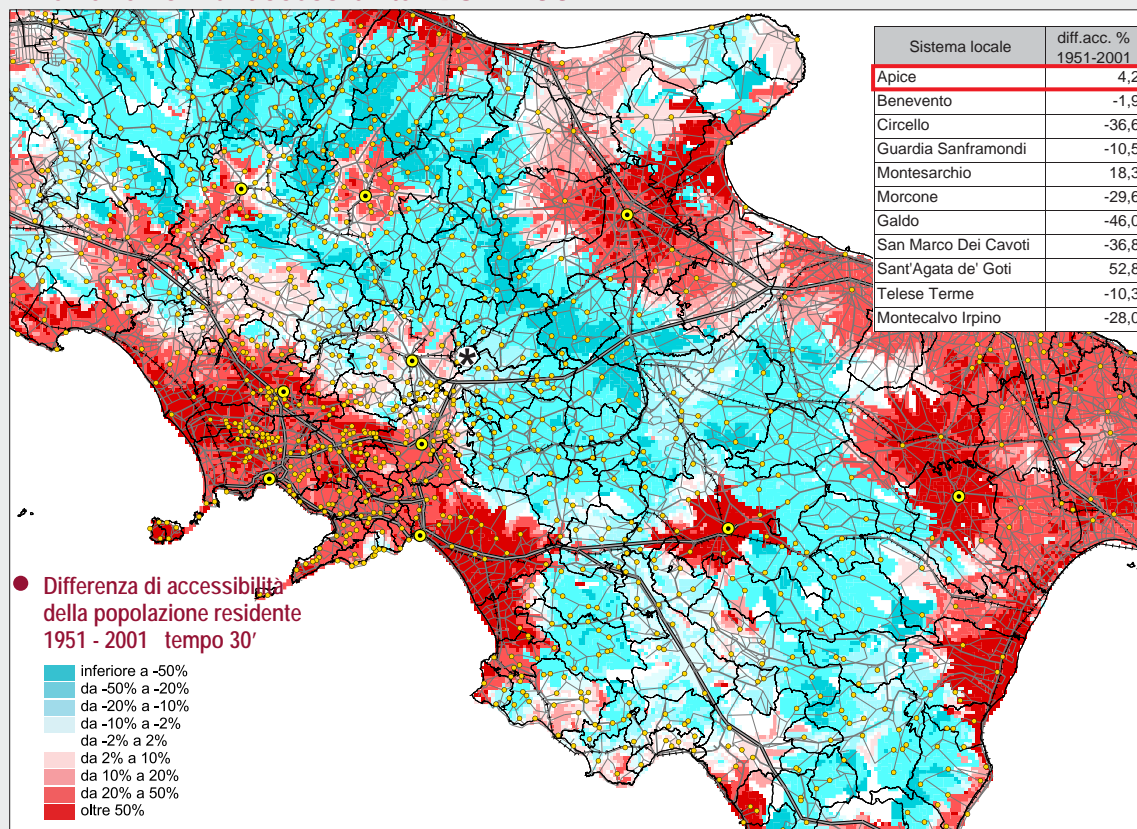 Sistema locale
diff.acc. %
1951-2001
Apice 4,2
Benevento -1,9
Circello -36,6
Guardia Sanframondi -10,5
Montesarchio 18,3
Morcone -29,6
Galdo -46,0
San Marco Dei Cavoti -36,8
Sant'Agata de' Goti 52,8
Telese Terme -10,3
Montecalvo Irpino -28,0
*
Differenza di accessibilità
della popolazione residente
1951 - 2001 tempo 30'
inferiore a -50%
da -50% a -20%
da -20% a -10%
da -10% a -2%
da -2% a 2%
da 2% a 10%
da 10% a 20%
da 20% a 50%
oltre 50%